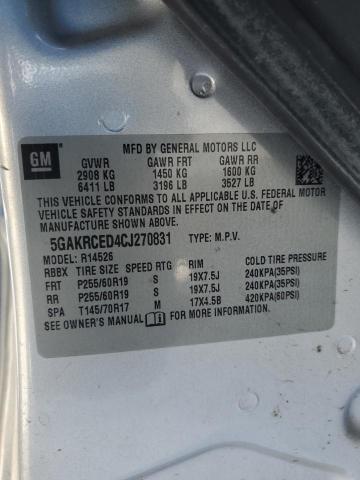 GM
MFD BY GENERAL MOTORS LLC
GVWR GAWR FRT GAWR RR
2908 KG 1450 KG 1600 KG
6411 LB 3196 LB 3527 LB
THIS VEHICLE CONFORMS TO ALL APPLICABLE U.S. FEDERAL MOTOR
VEHICLE SAFETY STANDARDS IN EFFECT ON THE DATE OF
MANUFACTURE SHOWN ABOVE.
5GAKRCED4CJ270831 TYPE: M.P.V.
MODEL: R14526
RBBX TIRE SIZE SPEED RTG RIM COLD TIRE PRESSURE
FRT P255/60R19 S 19X7.5J 240KPA(35PSI)
RR P255/60R19 S 19X7.5J 240KPA(35PSI)
SPA T145/70R17 M 17X4.5B 420KPA(60PSI)
SEE OWNER'S MANUAL FOR MORE INFORMATION.